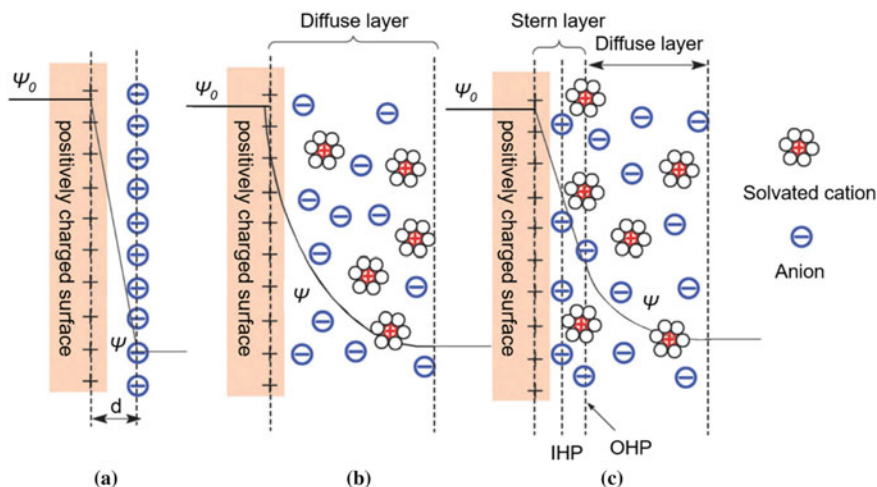 Diffuse layer
Stern layer
Diffuse layer
Ψ0
positively charged surface
Ψ
d
(a)
Ψ0
positively charged surface
Ψ
(b)
Ψ0
positively charged surface
Ψ
IHP
OHP
(c)
Solvated cation
Anion